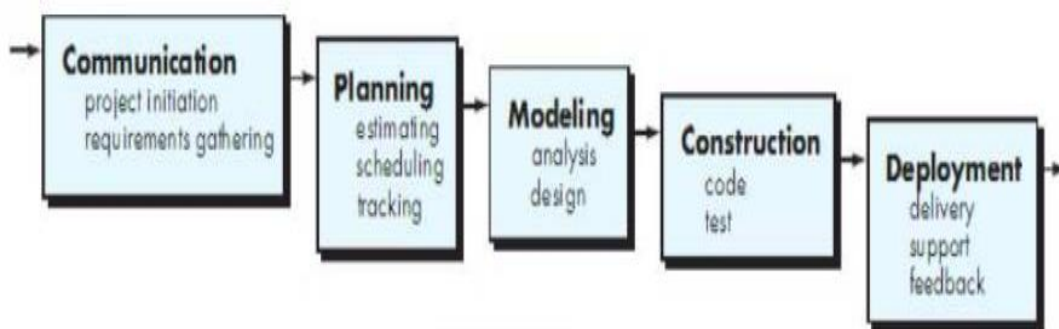 Communication
project initiation
requirements gathering
Planning
estimating
scheduling
tracking
Modeling
analysis
design
Construction
code
test
Deployment
delivery
support
feedback